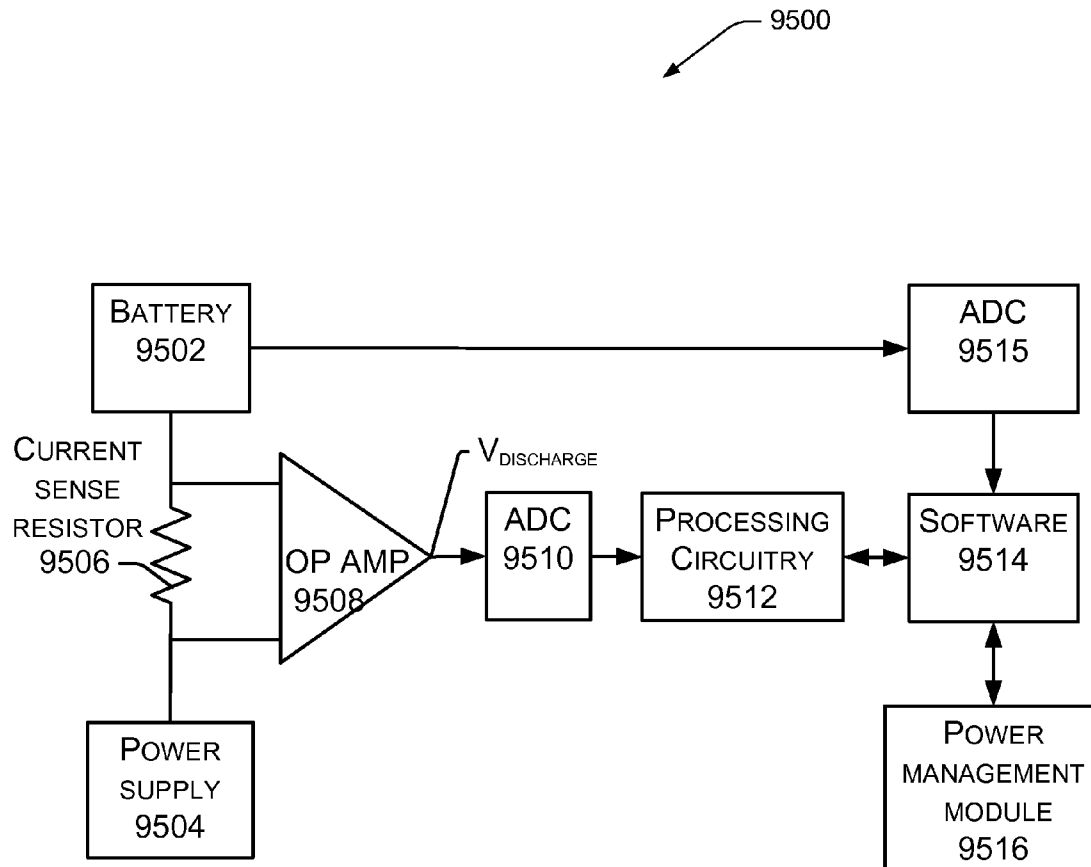 9500
BATTERY
9502
ADC
9515
CURRENT
SENSE
RESISTOR
9506
VDISCHARGE
OP AMP
9508
ADC
9510
PROCESSING
CIRCUITRY
9512
SOFTWARE
9514
POWER
SUPPLY
9504
POWER
MANAGEMENT
MODULE
9516